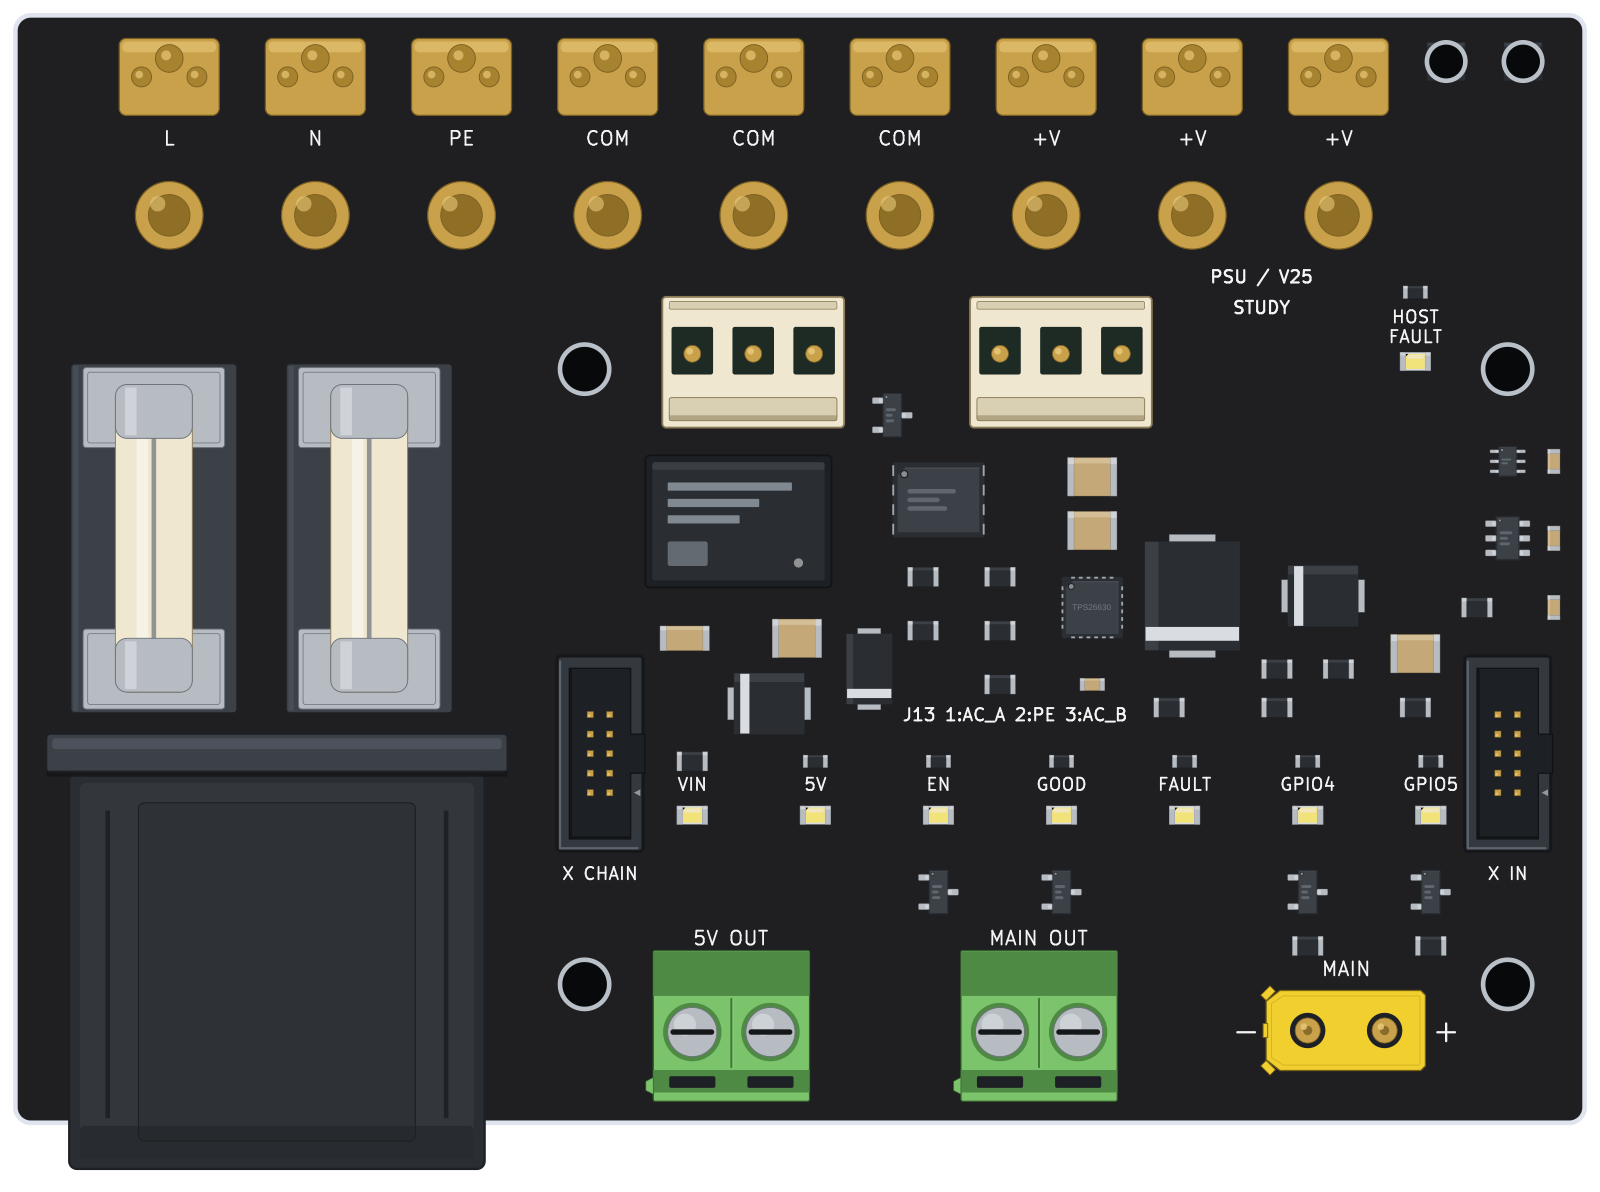 L N PE COM COM COM +V +V +V
PSU / V25
STUDY
HOST
FAULT
TPS26630
J13 1:AC_A 2:PE 3:AC_B
VIN 5V EN GOOD FAULT GPIO4 GPIO5
X CHAIN
X IN
5V OUT
MAIN OUT
MAIN
− +